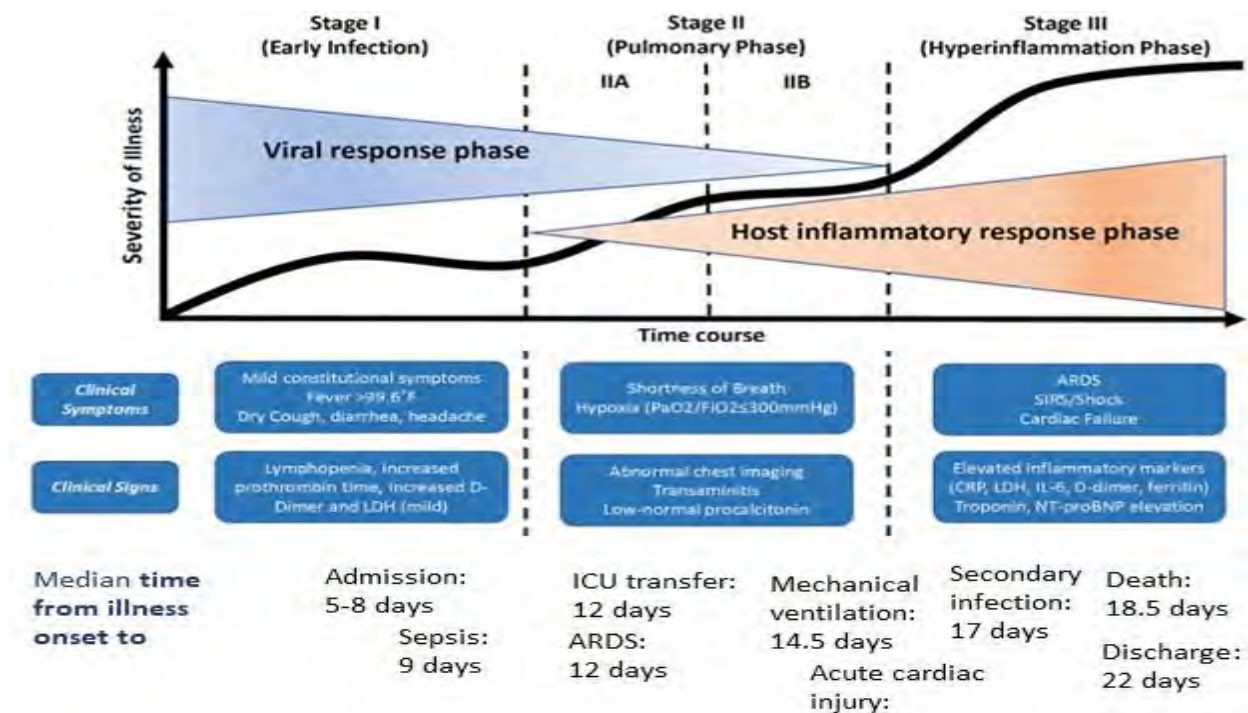 Stage I
(Early Infection)
Stage II
(Pulmonary Phase)
Stage III
(Hyperinflammation Phase)
IIA
IIB
Severity of Illness
Viral response phase
Host inflammatory response phase
Time course
Clinical
Symptoms
Mild constitutional symptoms
Fever >99.6°F
Dry Cough, diarrhea, headache
Shortness of Breath
Hypoxia (PaO2/FiO2≤300mmHg)
ARDS
SIRS/Shock
Cardiac Failure
Clinical Signs
Lymphopenia, increased
prothrombin time, increased D-
Dimer and LDH (mild)
Abnormal chest imaging
Transaminitis
Low-normal procalcitonin
Elevated inflammatory markers
(CRP, LDH, IL-6, D-dimer, ferritin)
Troponin, NT-proBNP elevation
Median time
from illness
onset to
Admission:
5-8 days
Sepsis:
9 days
ICU transfer:
12 days
ARDS:
12 days
Mechanical
ventilation:
14.5 days
Acute cardiac
injury:
Secondary
infection:
17 days
Death:
18.5 days
Discharge:
22 days